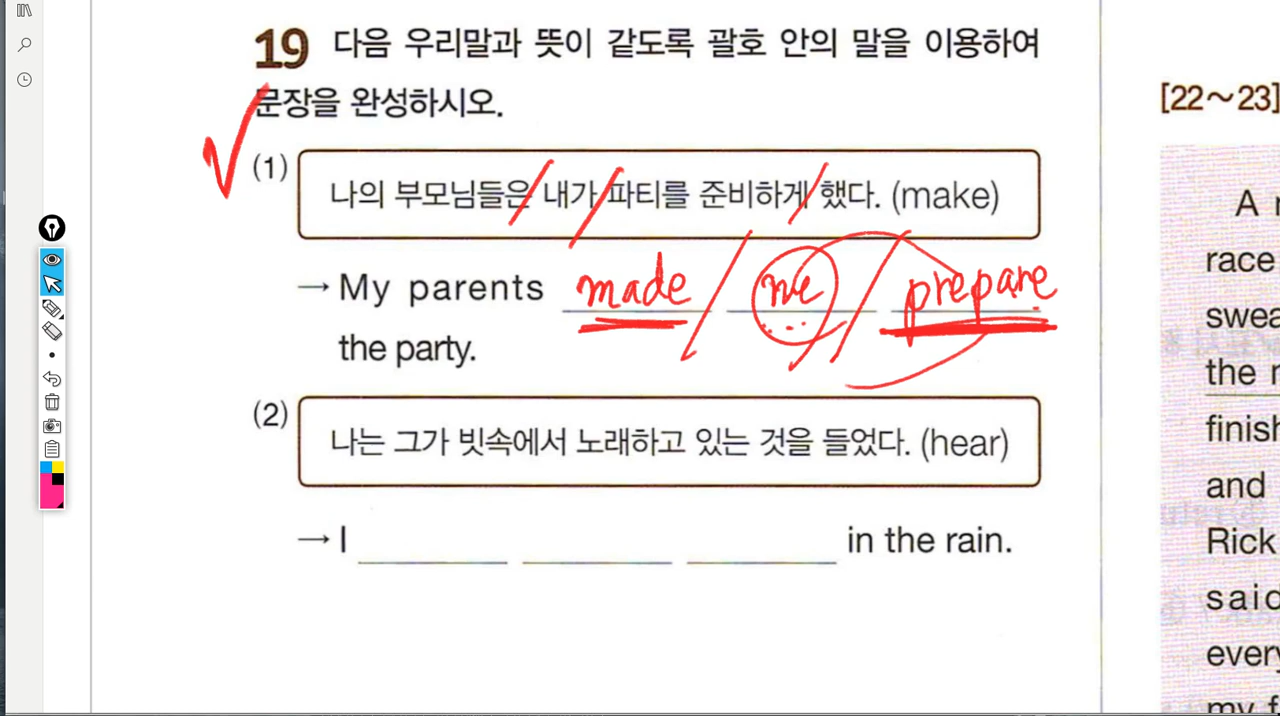 19 다음 우리말과 뜻이 같도록 괄호 안의 말을 이용하여
문장을 완성하시오.
(1) 나의 부모님들은 내가 파티를 준비하게 했다. (make)
→ My parents made me prepare
the party.
(2) 나는 그가 빗속에서 노래하고 있는 것을 들었다. (hear)
→ I in the rain.
[22~23]
A
race
swea
the
finish
and
Rick
said
every
my f